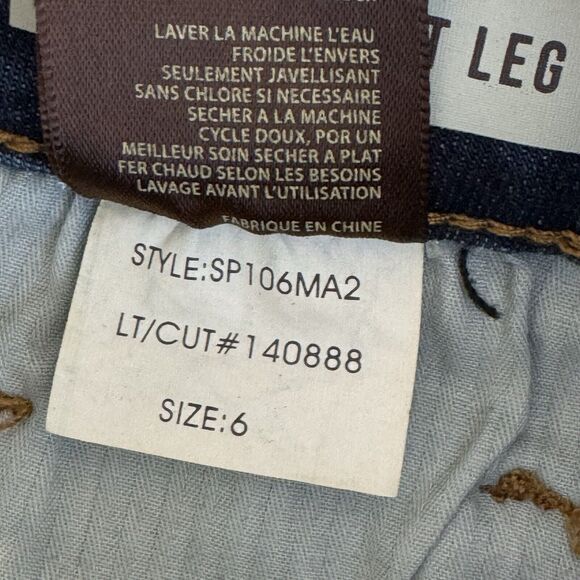 LAVER LA MACHINE L'EAU
FROIDE L'ENVERS
SEULEMENT JAVELLISANT
SANS CHLORE SI NECESSAIRE
SECHER A LA MACHINE
CYCLE DOUX, POR UN
MEILLEUR SOIN SECHER A PLAT
FER CHAUD SELON LES BESOINS
LAVAGE AVANT L'UTILISATION
FABRIQUE EN CHINE
T LEG
STYLE:SP106MA2
LT/CUT#140888
SIZE:6